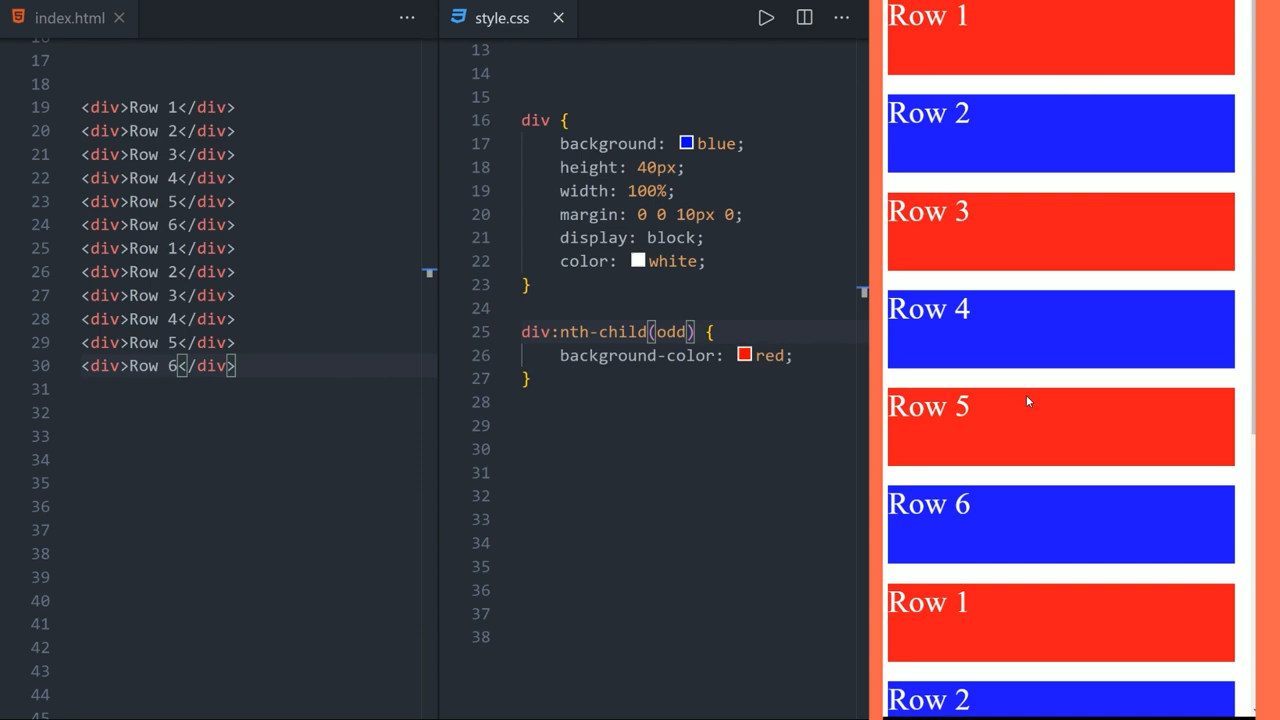 index.html
16
17
18
19 <div>Row 1</div>
20 <div>Row 2</div>
21 <div>Row 3</div>
22 <div>Row 4</div>
23 <div>Row 5</div>
24 <div>Row 6</div>
25 <div>Row 1</div>
26 <div>Row 2</div>
27 <div>Row 3</div>
28 <div>Row 4</div>
29 <div>Row 5</div>
30 <div>Row 6</div>
31
32
33
34
35
36
37
38
39
40
41
42
43
44
45
style.css
13
14
15
16 div {
17 background: blue;
18 height: 40px;
19 width: 100%;
20 margin: 0 0 10px 0;
21 display: block;
22 color: white;
23 }
24
25 div:nth-child(odd) {
26 background-color: red;
27 }
28
29
30
31
32
33
34
35
36
37
38
Row 1
Row 2
Row 3
Row 4
Row 5
Row 6
Row 1
Row 2